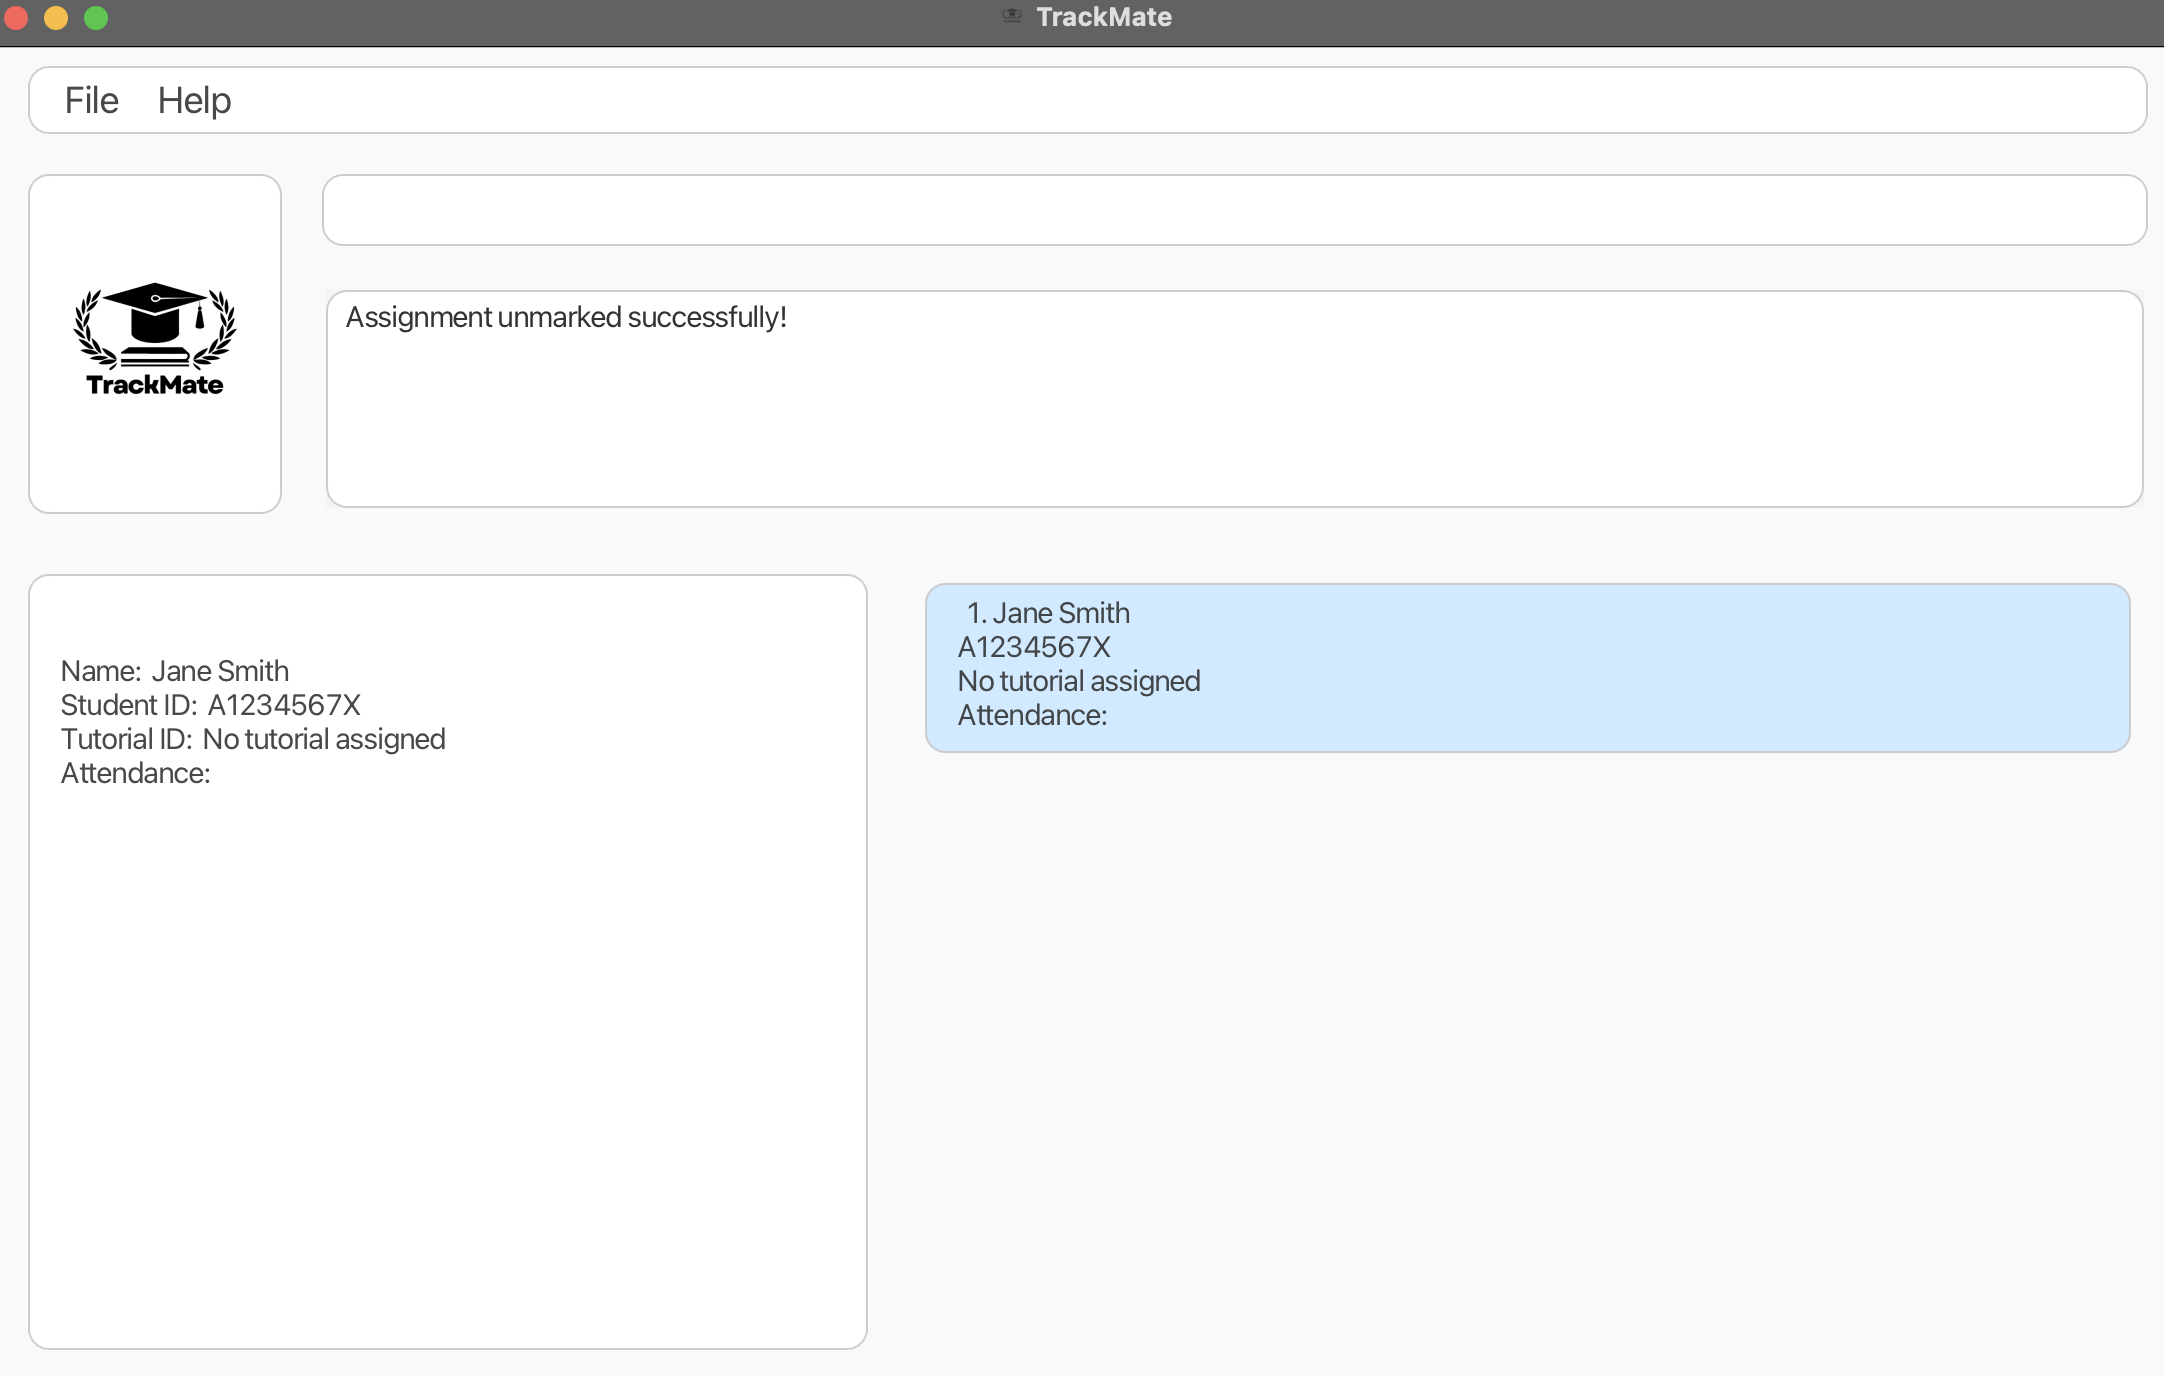 TrackMate
File Help
TrackMate
Assignment unmarked successfully!
Name: Jane Smith
Student ID: A1234567X
Tutorial ID: No tutorial assigned
Attendance:
1. Jane Smith
A1234567X
No tutorial assigned
Attendance: